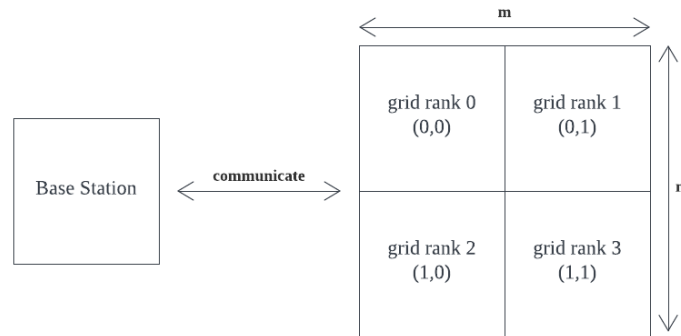 m
grid rank 0
(0,0)
grid rank 1
(0,1)
Base Station
communicate
grid rank 2
(1,0)
grid rank 3
(1,1)